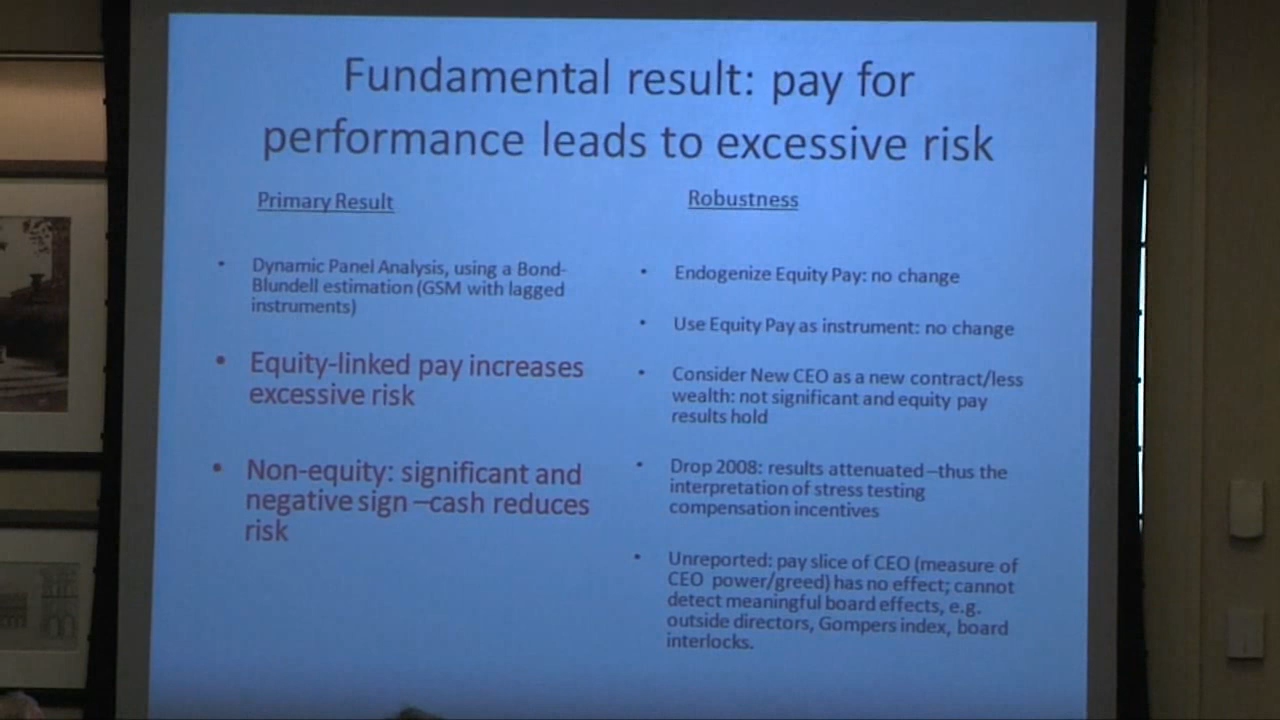 Fundamental result: pay for
performance leads to excessive risk
Primary Result
• Dynamic Panel Analysis, using a Bond-
Blundell estimation (GSM with lagged
instruments)
• Equity-linked pay increases
excessive risk
• Non-equity: significant and
negative sign –cash reduces
risk
Robustness
• Endogenize Equity Pay: no change
• Use Equity Pay as instrument: no change
• Consider New CEO as a new contract/less
wealth: not significant and equity pay
results hold
• Drop 2008: results attenuated –thus the
interpretation of stress testing
compensation incentives
• Unreported: pay slice of CEO (measure of
CEO power/greed) has no effect; cannot
detect meaningful board effects, e.g.
outside directors, Gompers index, board
interlocks.